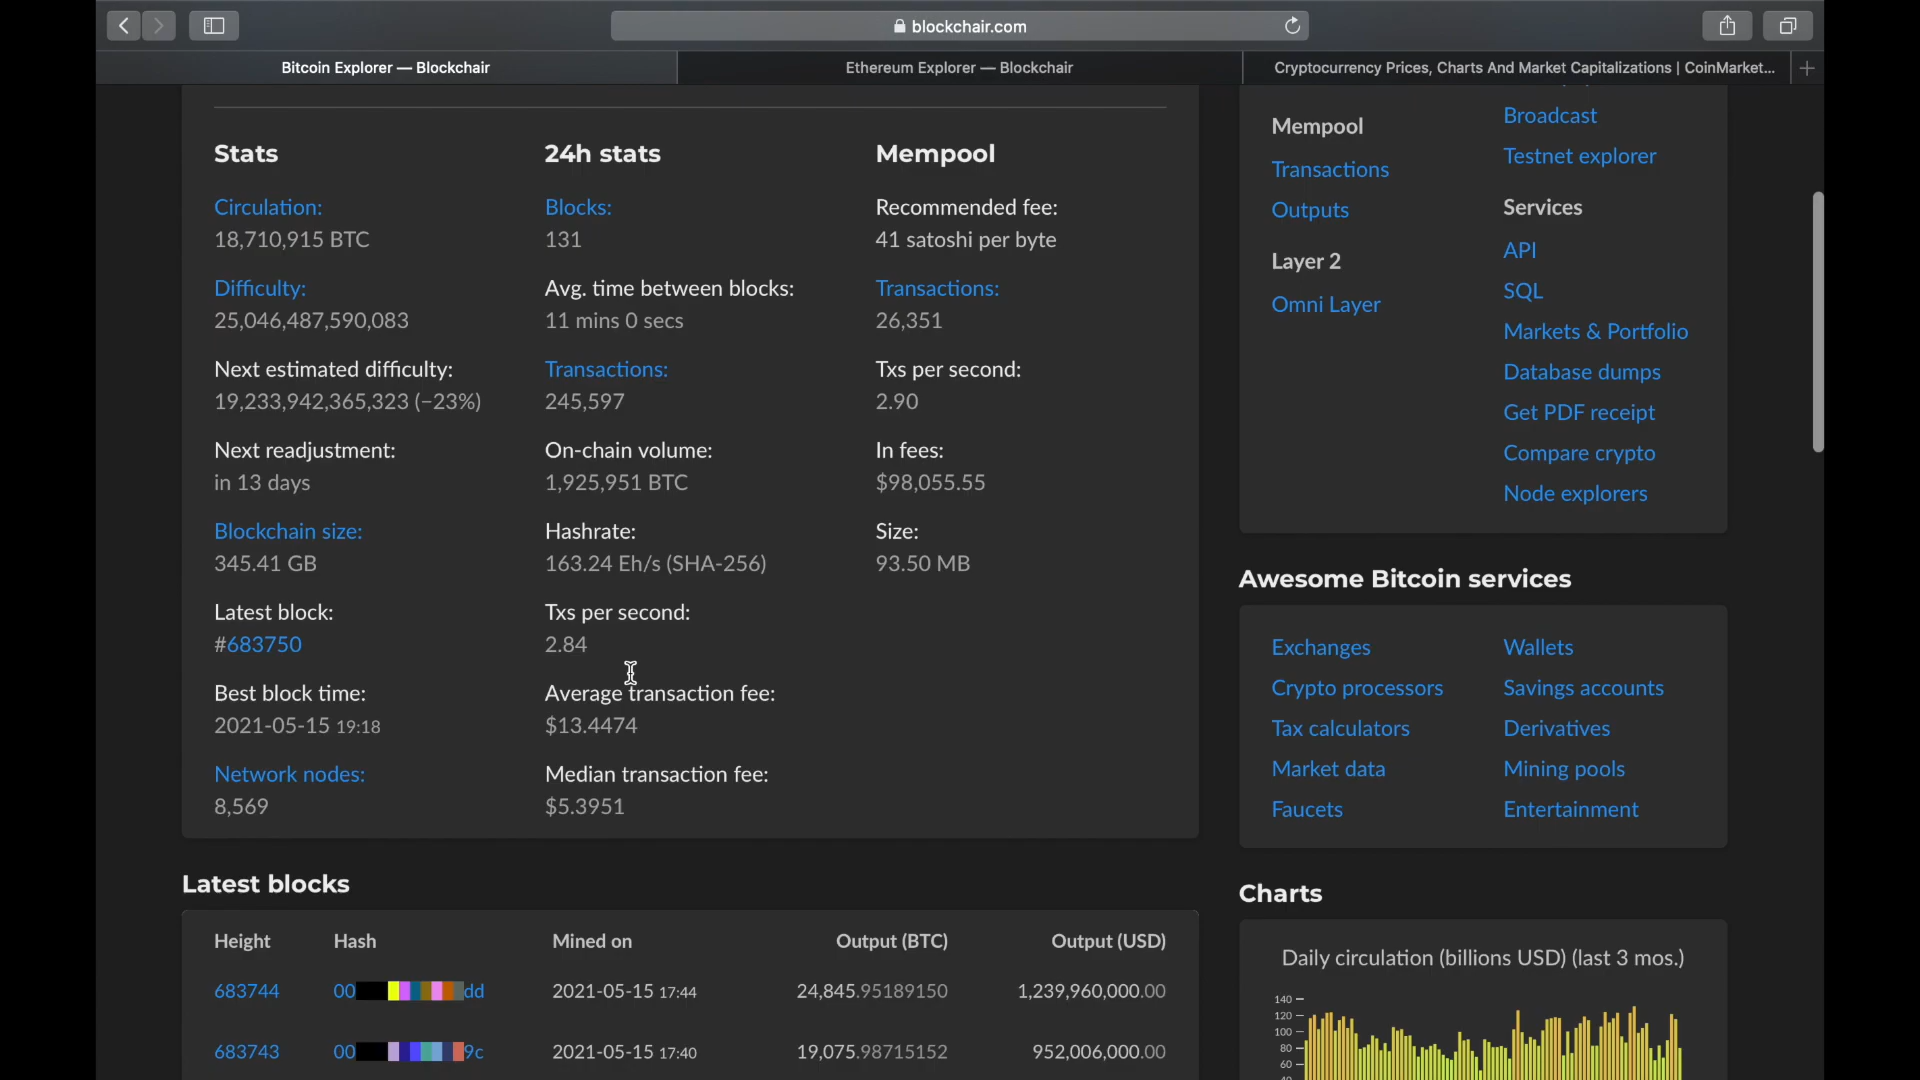 blockchair.com
Bitcoin Explorer — Blockchair
Ethereum Explorer — Blockchair
Cryptocurrency Prices, Charts And Market Capitalizations | CoinMarket...
Stats
Circulation:
18,710,915 BTC
Difficulty:
25,046,487,590,083
Next estimated difficulty:
19,233,942,365,323 (−23%)
Next readjustment:
in 13 days
Blockchain size:
345.41 GB
Latest block:
#683750
Best block time:
2021-05-15 19:18
Network nodes:
8,569
24h stats
Blocks:
131
Avg. time between blocks:
11 mins 0 secs
Transactions:
245,597
On-chain volume:
1,925,951 BTC
Hashrate:
163.24 Eh/s (SHA-256)
Txs per second:
2.84
Average transaction fee:
$13.4474
Median transaction fee:
$5.3951
Mempool
Recommended fee:
41 satoshi per byte
Transactions:
26,351
Txs per second:
2.90
In fees:
$98,055.55
Size:
93.50 MB
Latest blocks
Height Hash Mined on Output (BTC) Output (USD)
683744 00 dd 2021-05-15 17:44 24,845.95189150 1,239,960,000.00
683743 00 9c 2021-05-15 17:40 19,075.98715152 952,006,000.00
Mempool
Transactions
Outputs
Layer 2
Omni Layer
Broadcast
Testnet explorer
Services
API
SQL
Markets & Portfolio
Database dumps
Get PDF receipt
Compare crypto
Node explorers
Awesome Bitcoin services
Exchanges
Crypto processors
Tax calculators
Market data
Faucets
Wallets
Savings accounts
Derivatives
Mining pools
Entertainment
Charts
Daily circulation (billions USD) (last 3 mos.)
140
120
100
80
60